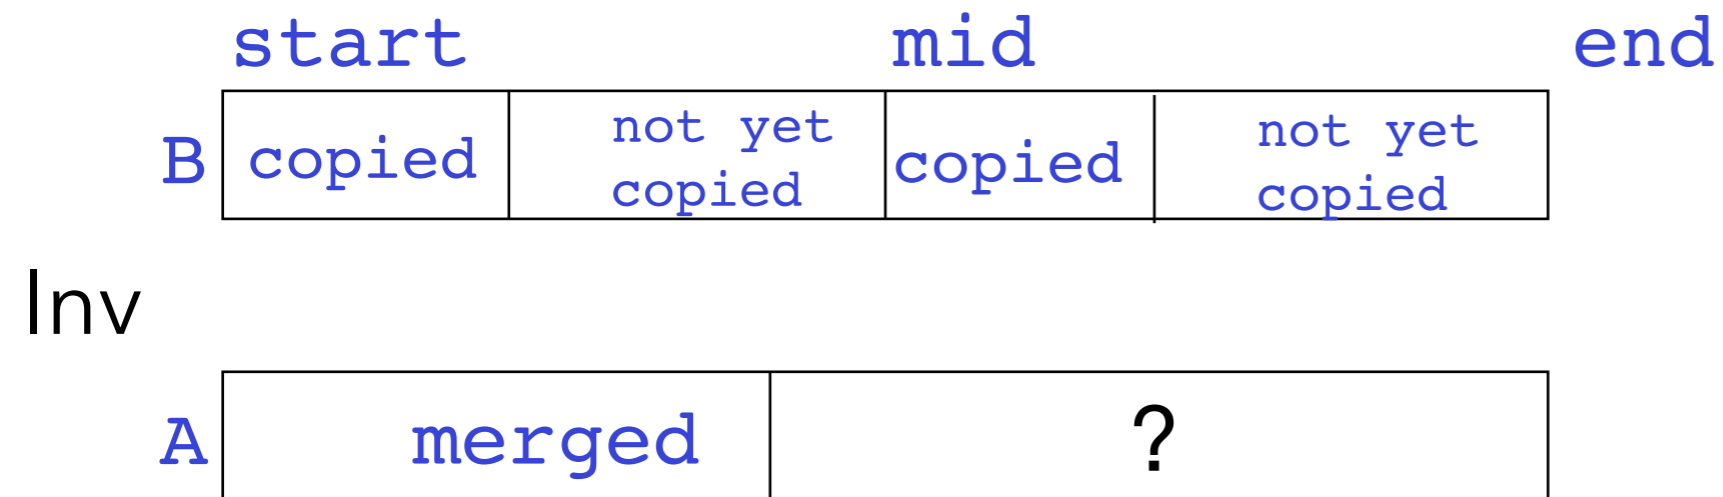 start mid end
B copied not yet copied copied not yet copied
Inv
A merged ?